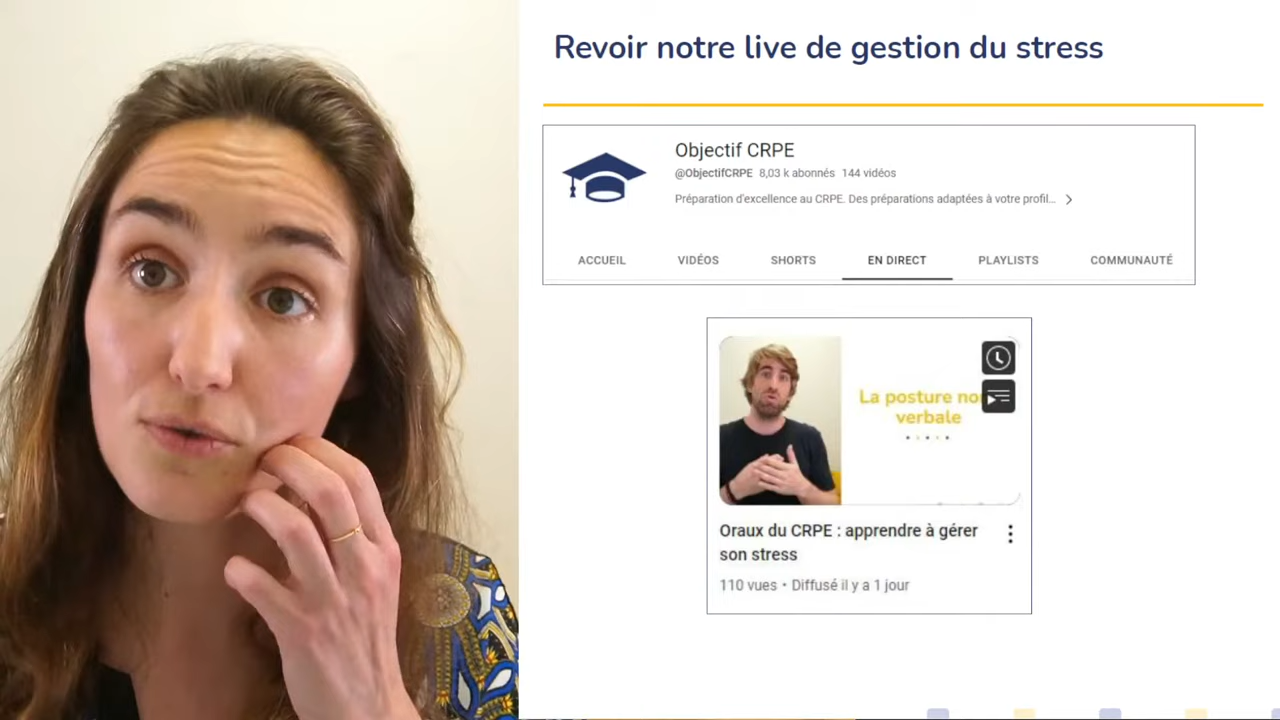 Revoir notre live de gestion du stress
Objectif CRPE
@ObjectifCRPE 8,03 k abonnés 144 vidéos
Préparation d'excellence au CRPE. Des préparations adaptées à votre profil...
ACCUEIL VIDÉOS SHORTS EN DIRECT PLAYLISTS COMMUNAUTÉ
La posture no
verbale
Oraux du CRPE : apprendre à gérer
son stress
110 vues • Diffusé il y a 1 jour